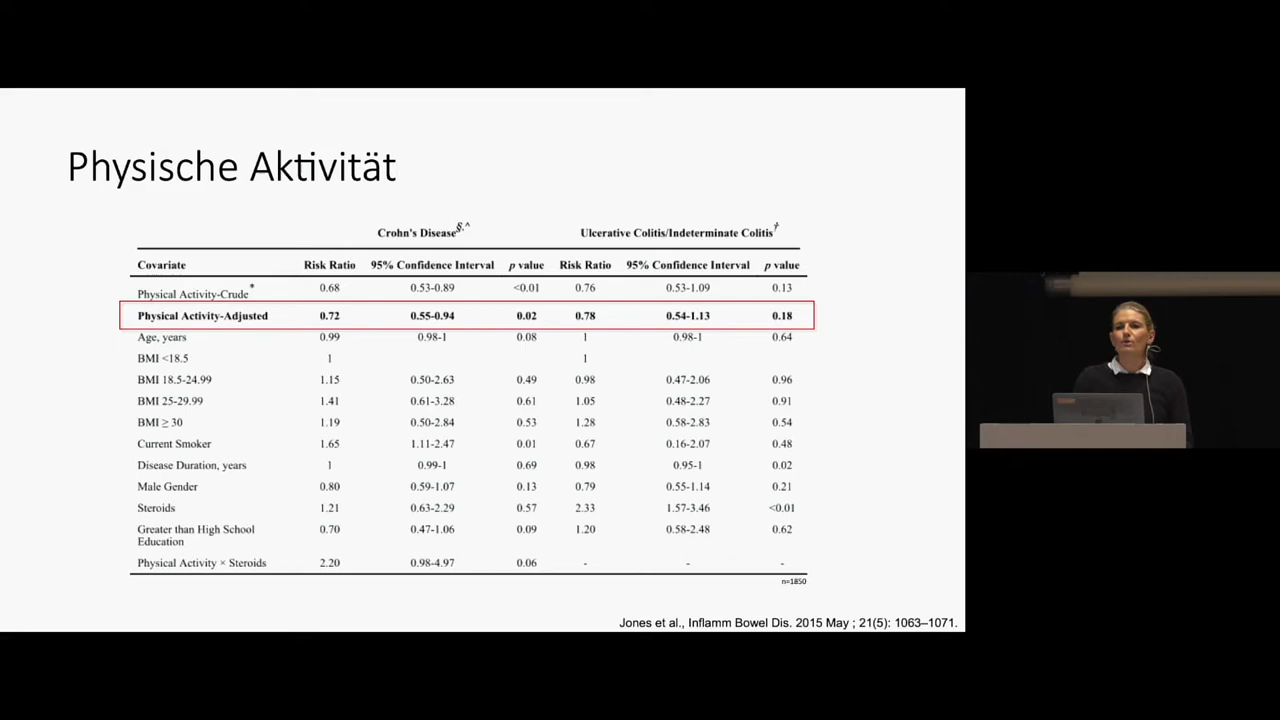 Physische Aktivität
Crohn's Disease§,^ Ulcerative Colitis/Indeterminate Colitis†
Covariate Risk Ratio 95% Confidence Interval p value Risk Ratio 95% Confidence Interval p value
Physical Activity-Crude* 0.68 0.53-0.89 <0.01 0.76 0.53-1.09 0.13
Physical Activity-Adjusted 0.72 0.55-0.94 0.02 0.78 0.54-1.13 0.18
Age, years 0.99 0.98-1 0.08 1 0.98-1 0.64
BMI <18.5 1 1
BMI 18.5-24.99 1.15 0.50-2.63 0.49 0.98 0.47-2.06 0.96
BMI 25-29.99 1.41 0.61-3.28 0.61 1.05 0.48-2.27 0.91
BMI ≥ 30 1.19 0.50-2.84 0.53 1.28 0.58-2.83 0.54
Current Smoker 1.65 1.11-2.47 0.01 0.67 0.16-2.07 0.48
Disease Duration, years 1 0.99-1 0.69 0.98 0.95-1 0.02
Male Gender 0.80 0.59-1.07 0.13 0.79 0.55-1.14 0.21
Steroids 1.21 0.63-2.29 0.57 2.33 1.57-3.46 <0.01
Greater than High School 0.70 0.47-1.06 0.09 1.20 0.58-2.48 0.62
Education
Physical Activity × Steroids 2.20 0.98-4.97 0.06 - - -
n=1850
Jones et al., Inflamm Bowel Dis. 2015 May ; 21(5): 1063–1071.